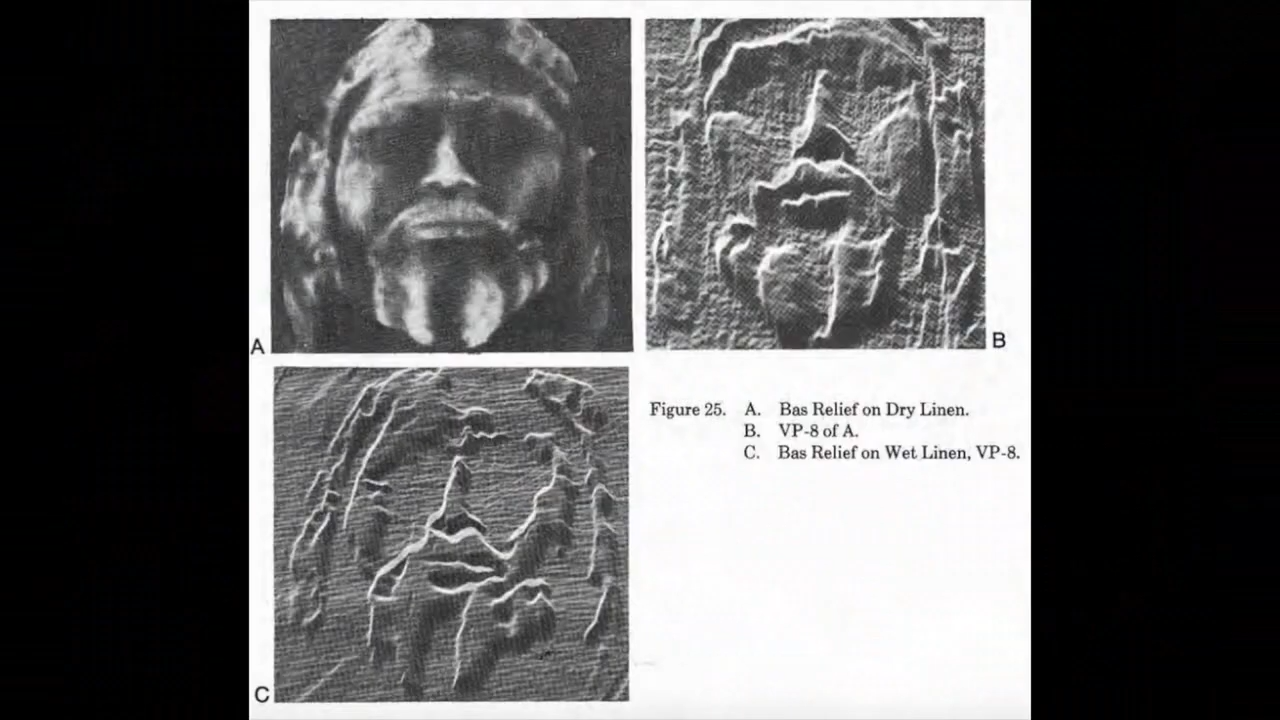 A
B
Figure 25. A. Bas Relief on Dry Linen.
B. VP-8 of A.
C. Bas Relief on Wet Linen, VP-8.
C